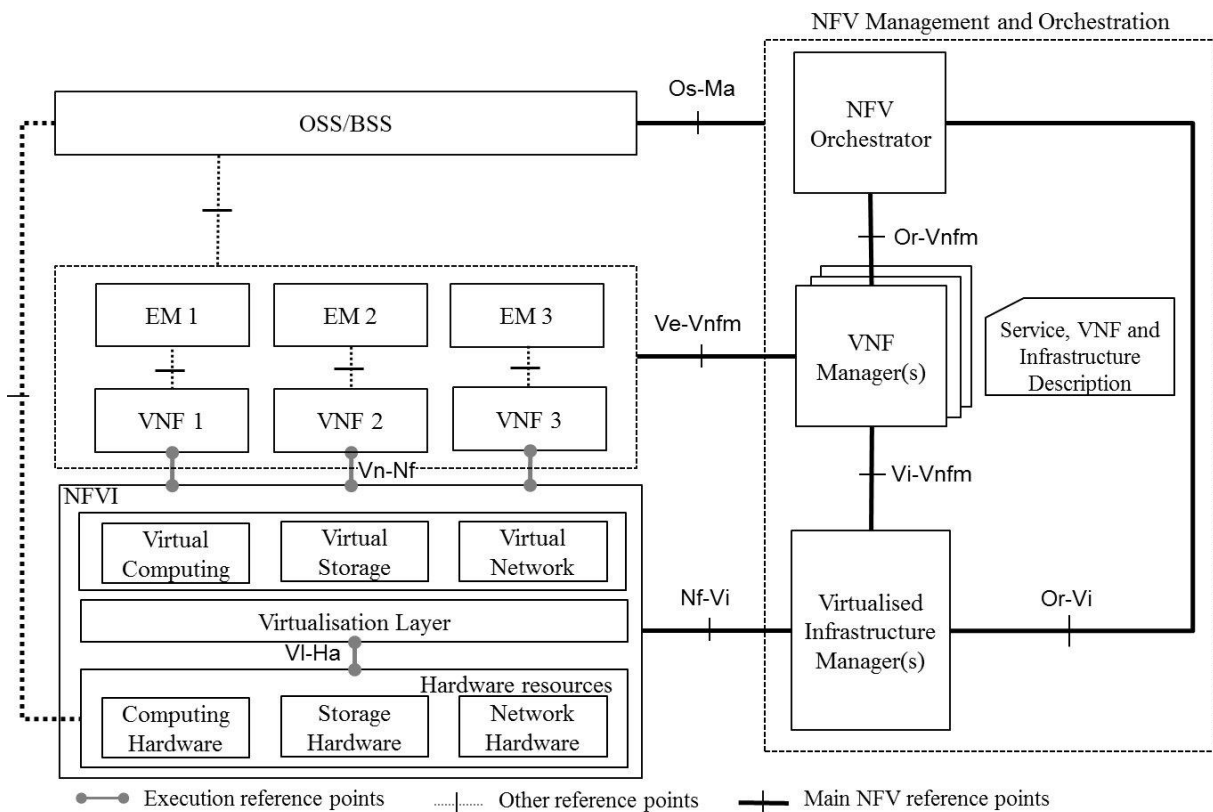 NFV Management and Orchestration
OSS/BSS
Os-Ma
NFV
Orchestrator
Or-Vnfm
EM 1
EM 2
EM 3
Ve-Vnfm
VNF
Manager(s)
Service, VNF and
Infrastructure
Description
VNF 1
VNF 2
VNF 3
Vn-Nf
Vi-Vnfm
NFVI
Virtual
Computing
Virtual
Storage
Virtual
Network
Virtualisation Layer
Nf-Vi
Virtualised
Infrastructure
Manager(s)
Or-Vi
Vl-Ha
Hardware resources
Computing
Hardware
Storage
Hardware
Network
Hardware
Execution reference points
Other reference points
Main NFV reference points